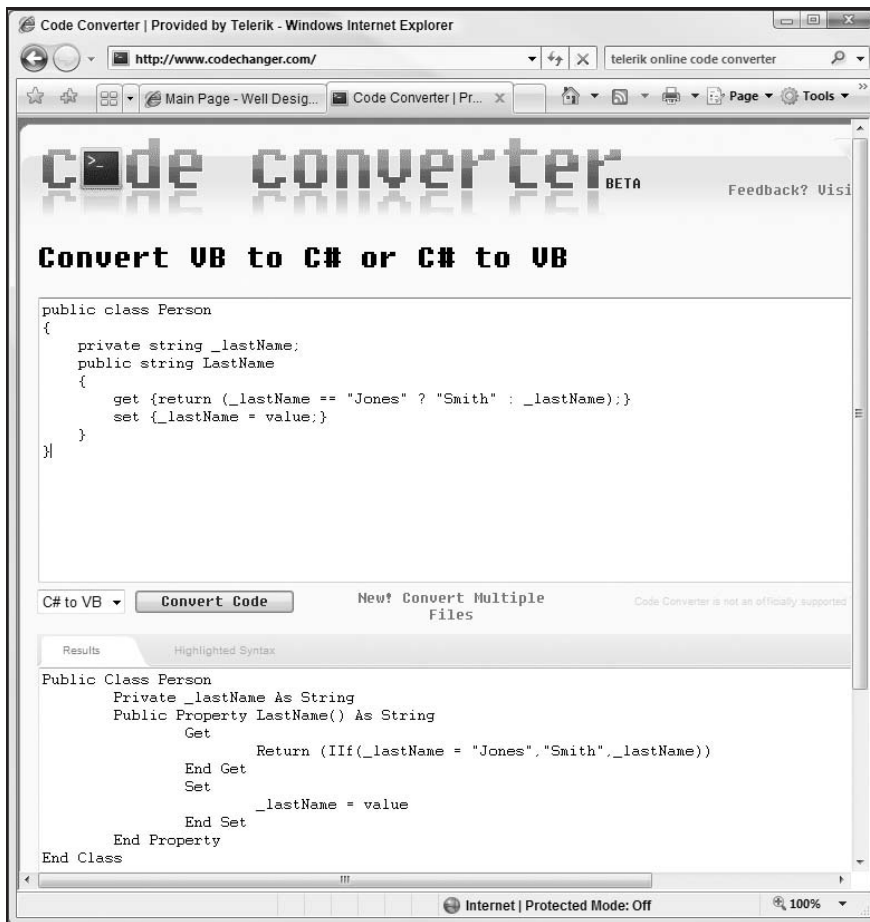 Code Converter | Provided by Telerik - Windows Internet Explorer
http://www.codechanger.com/
telerik online code converter
Main Page - Well Desig...
Code Converter | Pr...
Page
Tools
code converter
BETA
Feedback? Visi
Convert VB to C# or C# to VB
public class Person
{
    private string _lastName;
    public string LastName
    {
        get {return (_lastName == "Jones" ? "Smith" : _lastName);}
        set {_lastName = value;}
    }
}
C# to VB
Convert Code
New! Convert Multiple
Files
Code Converter is not an officially supported
Results
Highlighted Syntax
Public Class Person
        Private _lastName As String
        Public Property LastName() As String
                Get
                        Return (IIf(_lastName = "Jones","Smith",_lastName))
                End Get
                Set
                        _lastName = value
                End Set
        End Property
End Class
Internet | Protected Mode: Off
100%